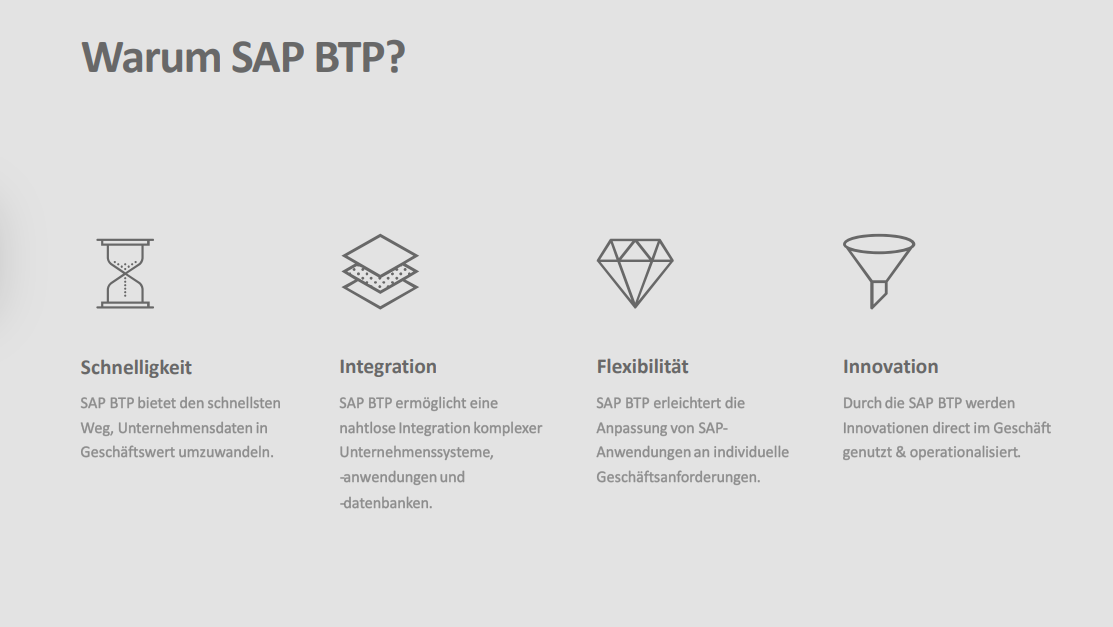 Warum SAP BTP?
Schnelligkeit
SAP BTP bietet den schnellsten
Weg, Unternehmensdaten in
Geschäftswert umzuwandeln.
Integration
SAP BTP ermöglicht eine
nahtlose Integration komplexer
Unternehmenssysteme,
-anwendungen und
-datenbanken.
Flexibilität
SAP BTP erleichtert die
Anpassung von SAP-
Anwendungen an individuelle
Geschäftsanforderungen.
Innovation
Durch die SAP BTP werden
Innovationen direkt im Geschäft
genutzt & operationalisiert.